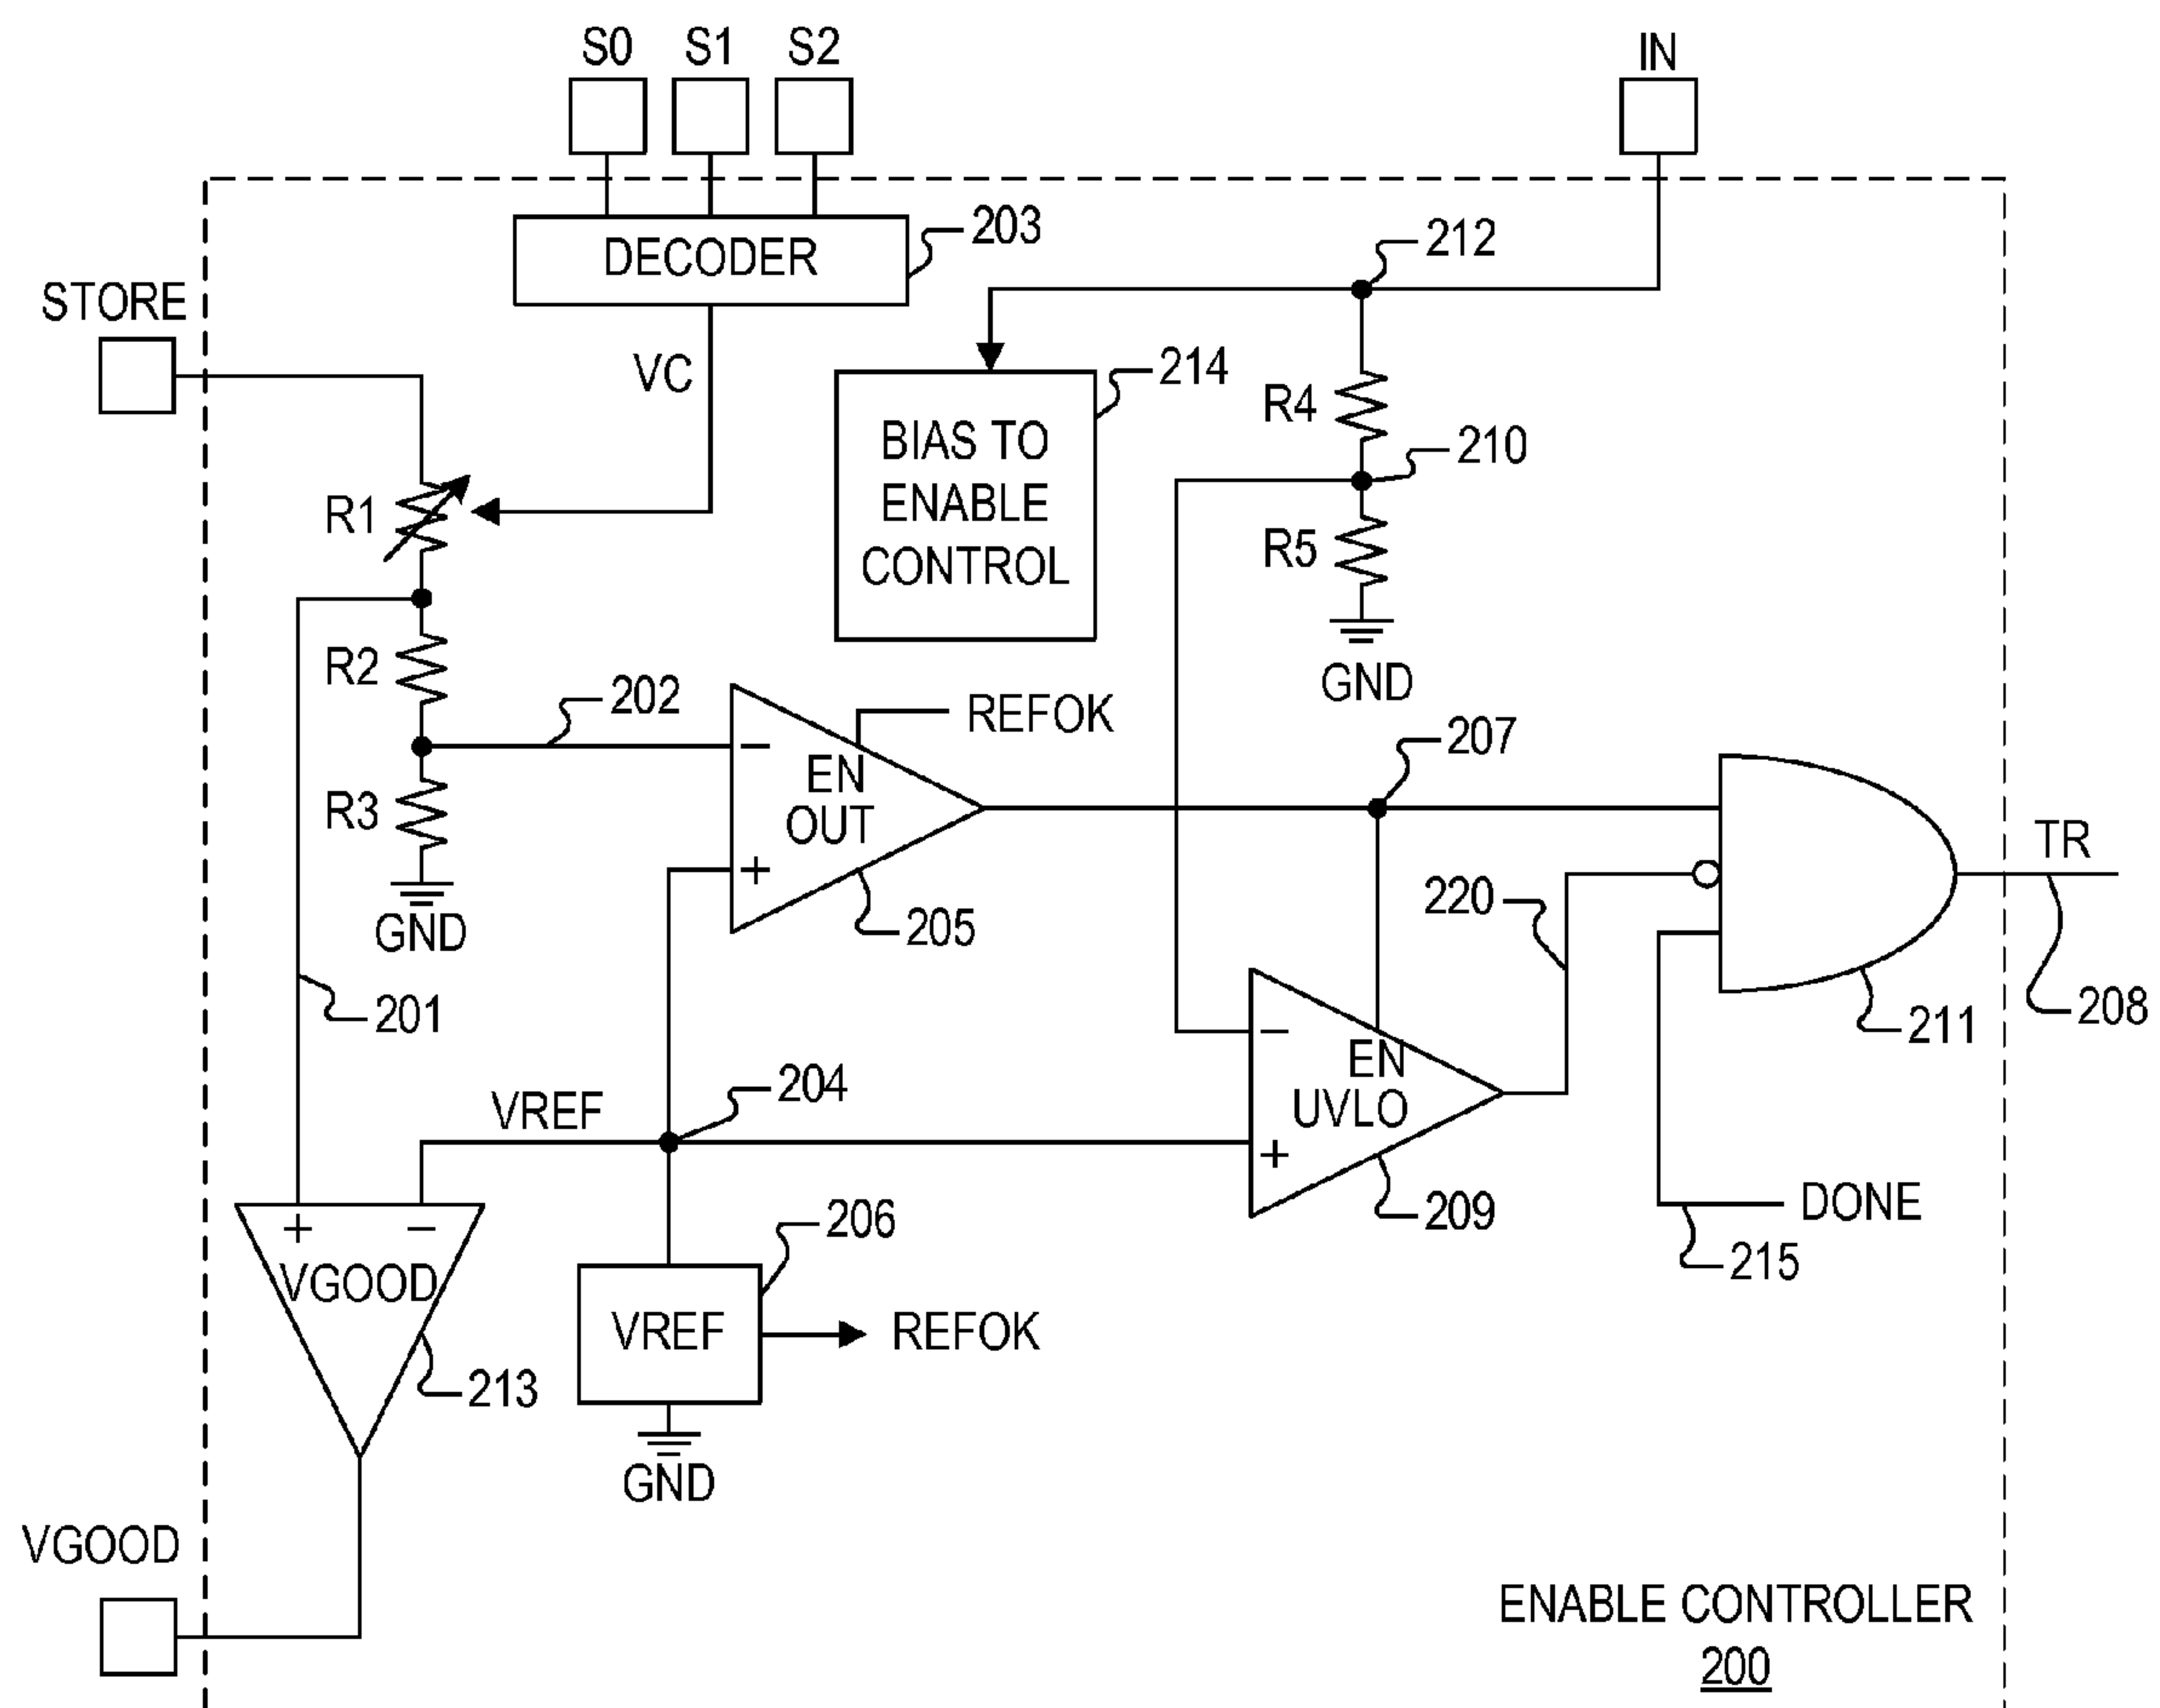 S0 S1 S2 IN
DECODER
203
212
STORE
VC
214
R4
BIAS TO
ENABLE
CONTROL
210
R1
R5
GND
R2
202
REFOK
207
−
EN
OUT
R3
+
TR
GND
205
220
201
211
208
−
EN
UVLO
204
VREF
+
DONE
209
215
206
+ −
VGOOD
VREF
REFOK
213
GND
VGOOD
ENABLE CONTROLLER
200